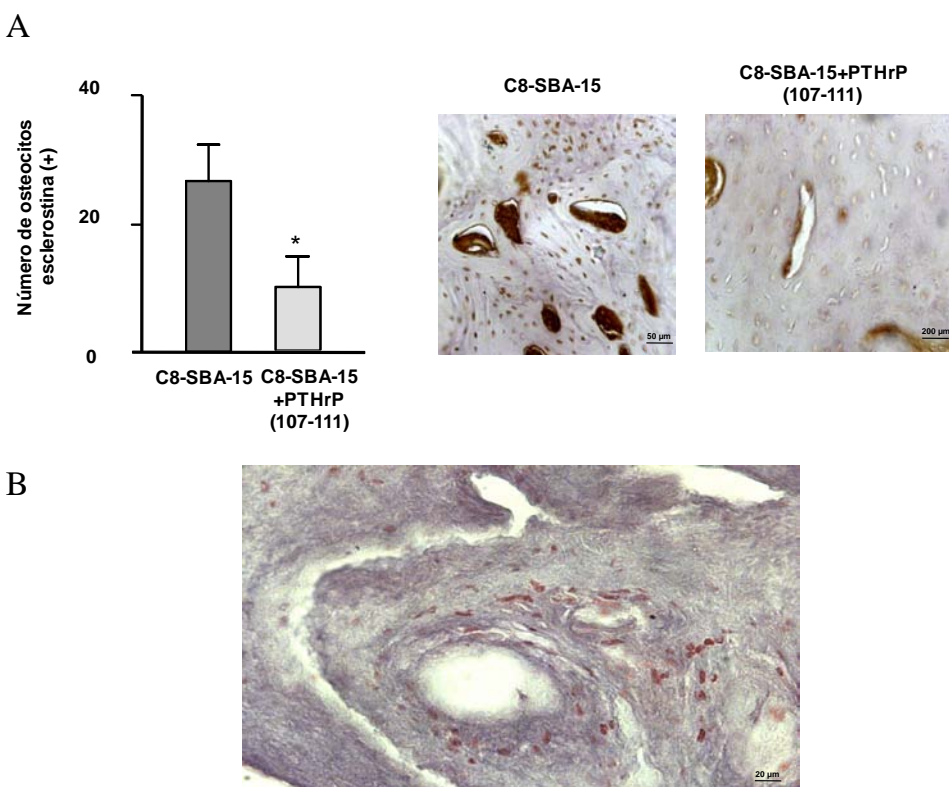 A
40
20
0
Número de osteocitos
esclerostina (+)
*
C8-SBA-15
C8-SBA-15
+PTHrP
(107-111)
C8-SBA-15
C8-SBA-15+PTHrP
(107-111)
50 µm
200 µm
B
20 µm